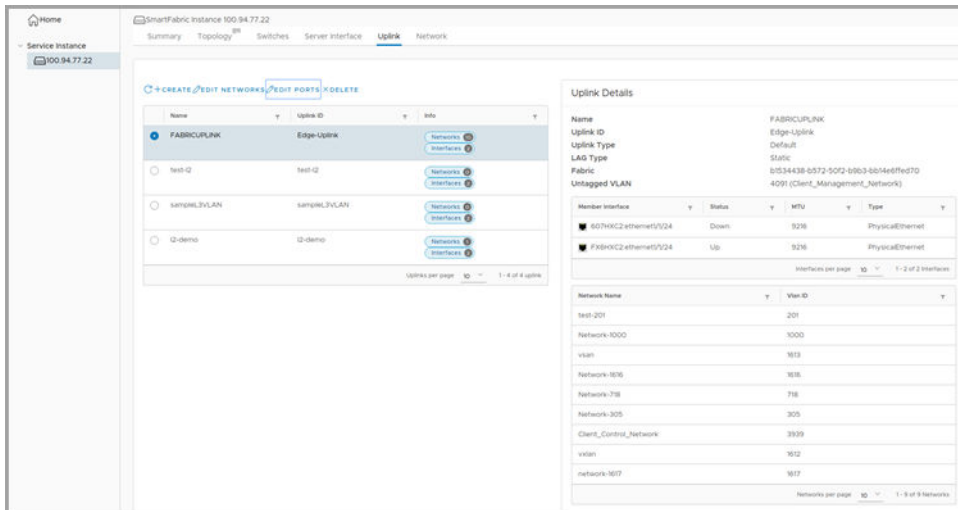 Home
Service Instance
100.94.77.22
SmartFabric Instance 100.94.77.22
Summary Topology Switches Server Interface Uplink Network
+CREATE EDIT NETWORKS EDIT PORTS ×DELETE
Name Uplink ID Info
FABRICUPLINK Edge-Uplink Networks
Interfaces
test-l2 test-l2 Networks
Interfaces
sampleL3VLAN sampleL3VLAN Networks
Interfaces
l2-demo l2-demo Networks
Interfaces
Uplinks per page 10 1 - 4 of 4 uplink
Uplink Details
Name FABRICUPLINK
Uplink ID Edge-Uplink
Uplink Type Default
LAG Type Static
Fabric b1534438-b572-50f2-b9b3-bb14e6ffed70
Untagged VLAN 4091 (Client_Management_Network)
Member Interface Status MTU Type
607HXC2:ethernet1/1/24 Down 9216 PhysicalEthernet
FX6HXC2:ethernet1/1/24 Up 9216 PhysicalEthernet
Interfaces per page 10 1 - 2 of 2 Interfaces
Network Name Vlan ID
test-201 201
Network-1000 1000
vsan 1613
Network-1616 1616
Network-718 718
Network-305 305
Client_Control_Network 3939
vxlan 1612
network-1617 1617
Networks per page 10 1 - 9 of 9 Networks